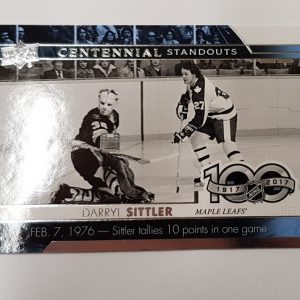 CENTENNIAL STANDOUTS
27
100
1917 2017
NHL
DARRYL SITTLER
MAPLE LEAFS®
FEB. 7, 1976 — Sittler tallies 10 points in one game